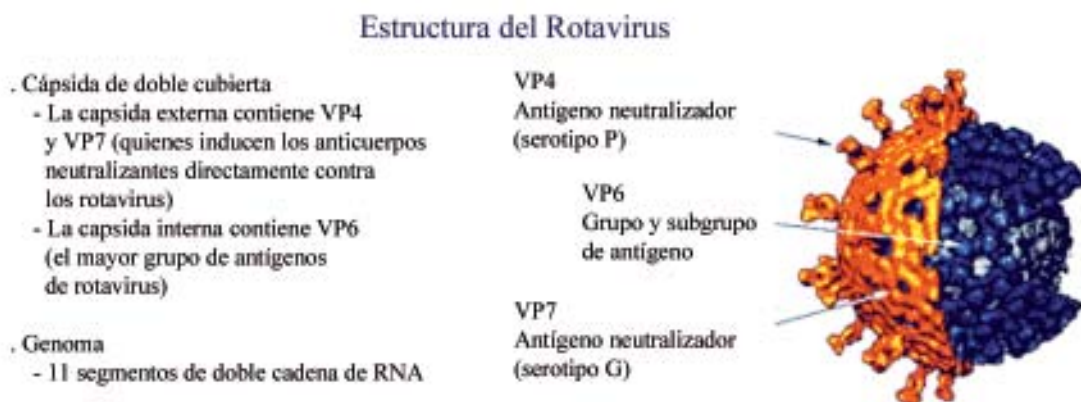 Estructura del Rotavirus
. Cápsida de doble cubierta
- La capsida externa contiene VP4
y VP7 (quienes inducen los anticuerpos
neutralizantes directamente contra
los rotavirus)
- La capsida interna contiene VP6
(el mayor grupo de antígenos
de rotavirus)
. Genoma
- 11 segmentos de doble cadena de RNA
VP4
Antígeno neutralizador
(serotipo P)
VP6
Grupo y subgrupo
de antígeno
VP7
Antígeno neutralizador
(serotipo G)